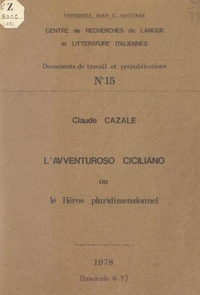 Z
UNIVERSITE PARIS X - NANTERRE
CENTRE de RECHERCHES de LANGUE
et LITTERATURE ITALIENNES
Documents de travail et prépublications
N°15
Claude CAZALE
L'AVVENTUROSO CICILIANO
ou
le Héros pluridimensionnel
1978
(fascicule 6-7)